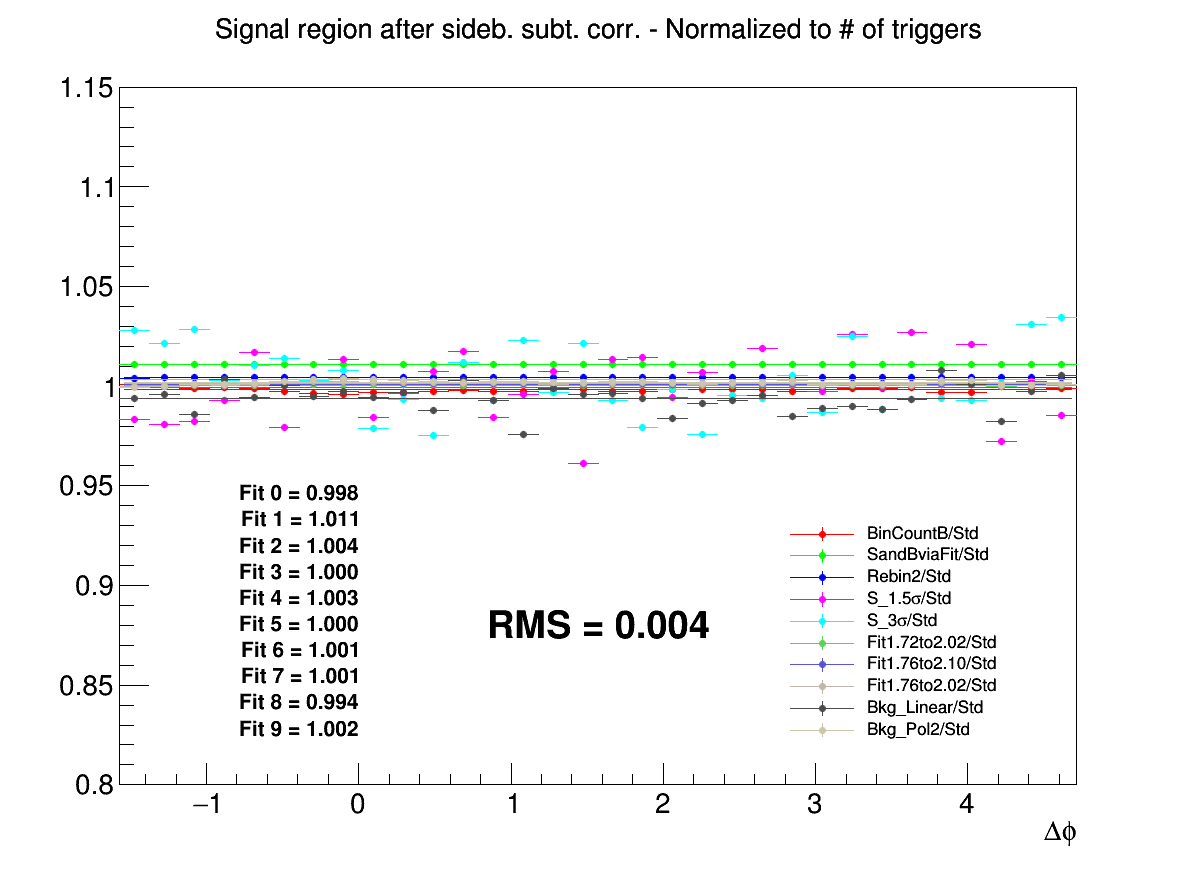 Signal region after sideb. subt. corr. - Normalized to # of triggers
1.15
1.1
1.05
1
0.95
0.9
0.85
0.8
Fit 0 = 0.998
Fit 1 = 1.011
Fit 2 = 1.004
Fit 3 = 1.000
Fit 4 = 1.003
Fit 5 = 1.000
Fit 6 = 1.001
Fit 7 = 1.001
Fit 8 = 0.994
Fit 9 = 1.002
RMS = 0.004
BinCountB/Std
SandBviaFit/Std
Rebin2/Std
S_1.5σ/Std
S_3σ/Std
Fit1.72to2.02/Std
Fit1.76to2.10/Std
Fit1.76to2.02/Std
Bkg_Linear/Std
Bkg_Pol2/Std
−1 0 1 2 3 4
Δϕ